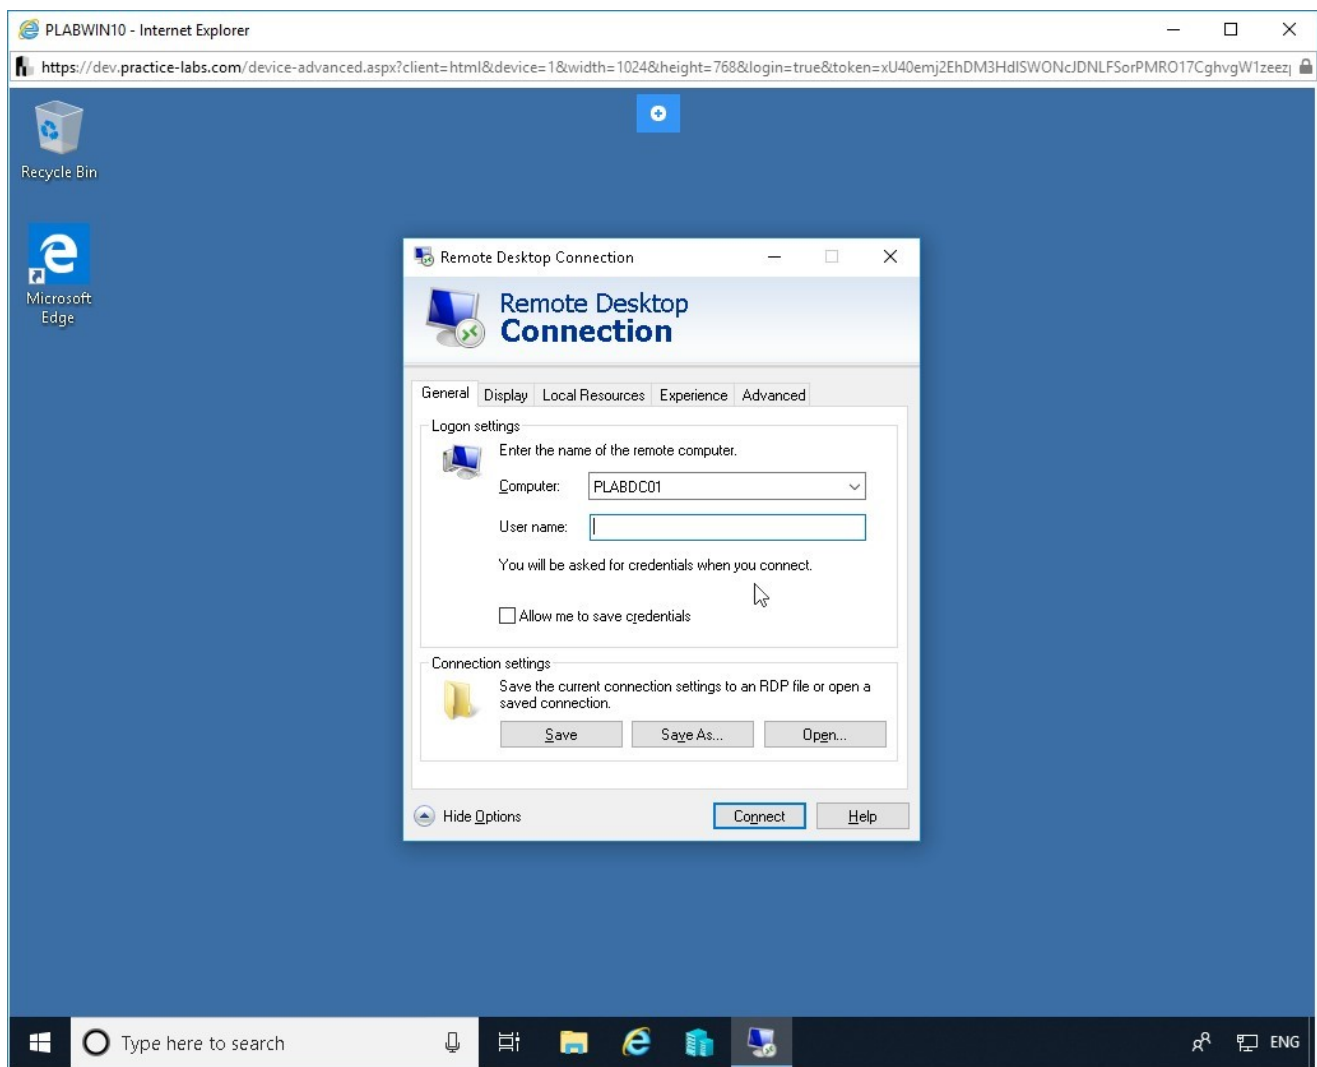 PLABWIN10 - Internet Explorer
https://dev.practice-labs.com/device-advanced.aspx?client=html&device=1&width=1024&height=768&login=true&token=
Recycle Bin
Microsoft
Edge
Remote Desktop Connection
Remote Desktop
Connection
General Display Local Resources Experience Advanced
Logon settings
Enter the name of the remote computer.
Computer: PLABDC01
User name:
You will be asked for credentials when you connect.
Allow me to save credentials
Connection settings
Save the current connection settings to an RDP file or open a
saved connection.
Save Save As... Open...
Hide Options Connect Help
Type here to search ENG